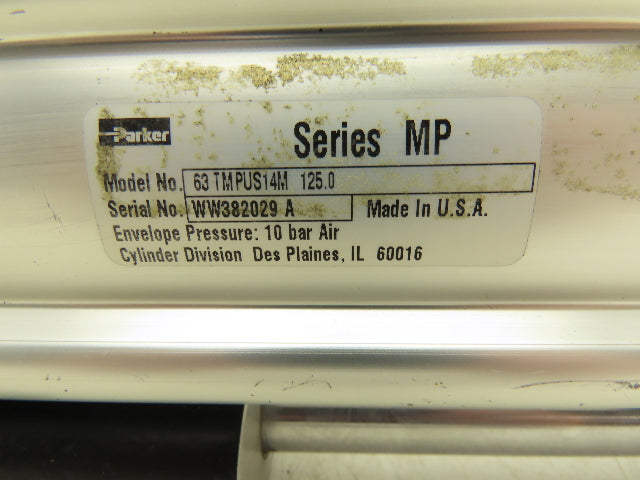 Parker
Series MP
Model No. 63 TMPUS14M 125.0
Serial No. WW382029 A Made In U.S.A.
Envelope Pressure: 10 bar Air
Cylinder Division Des Plaines, IL 60016